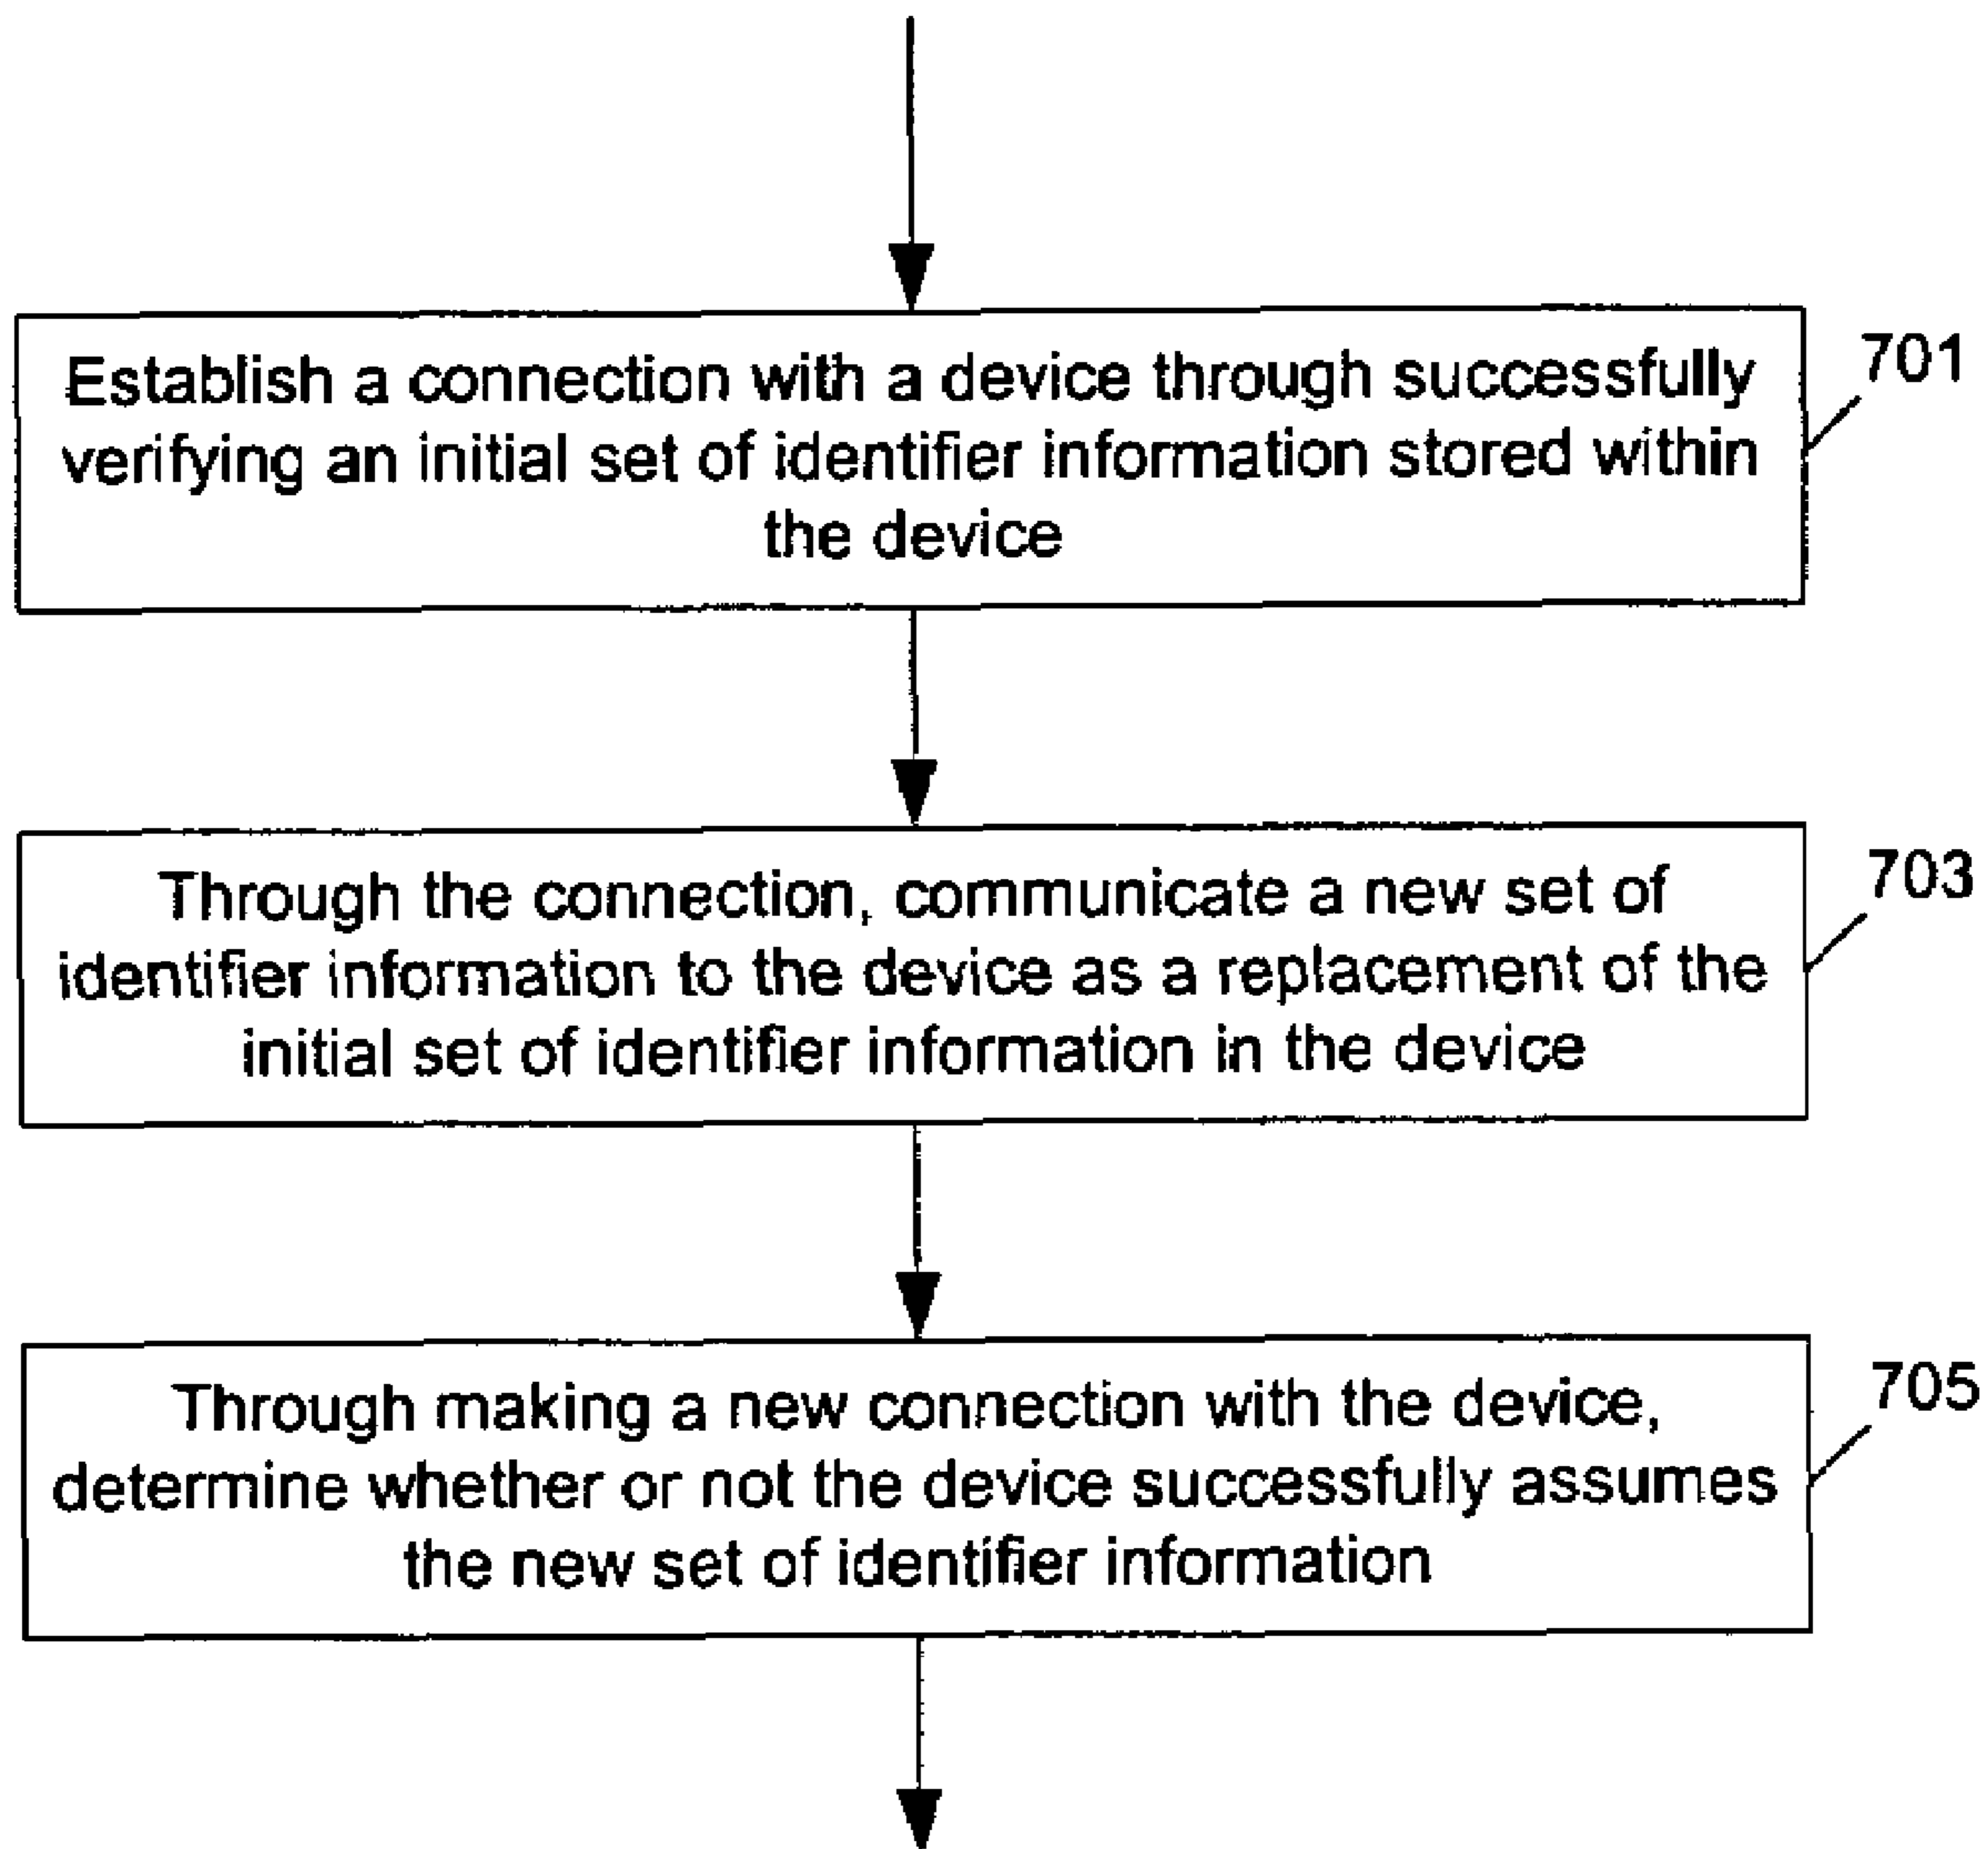 Establish a connection with a device through successfully
verifying an initial set of identifier information stored within
the device
701
Through the connection, communicate a new set of
identifier information to the device as a replacement of the
initial set of identifier information in the device
703
Through making a new connection with the device,
determine whether or not the device successfully assumes
the new set of identifier information
705